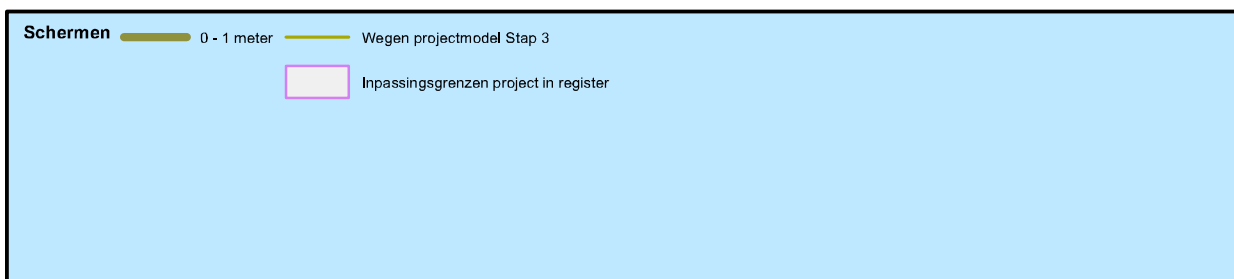 Schermen 0 - 1 meter Wegen projectmodel Stap 3
Inpassingsgrenzen project in register